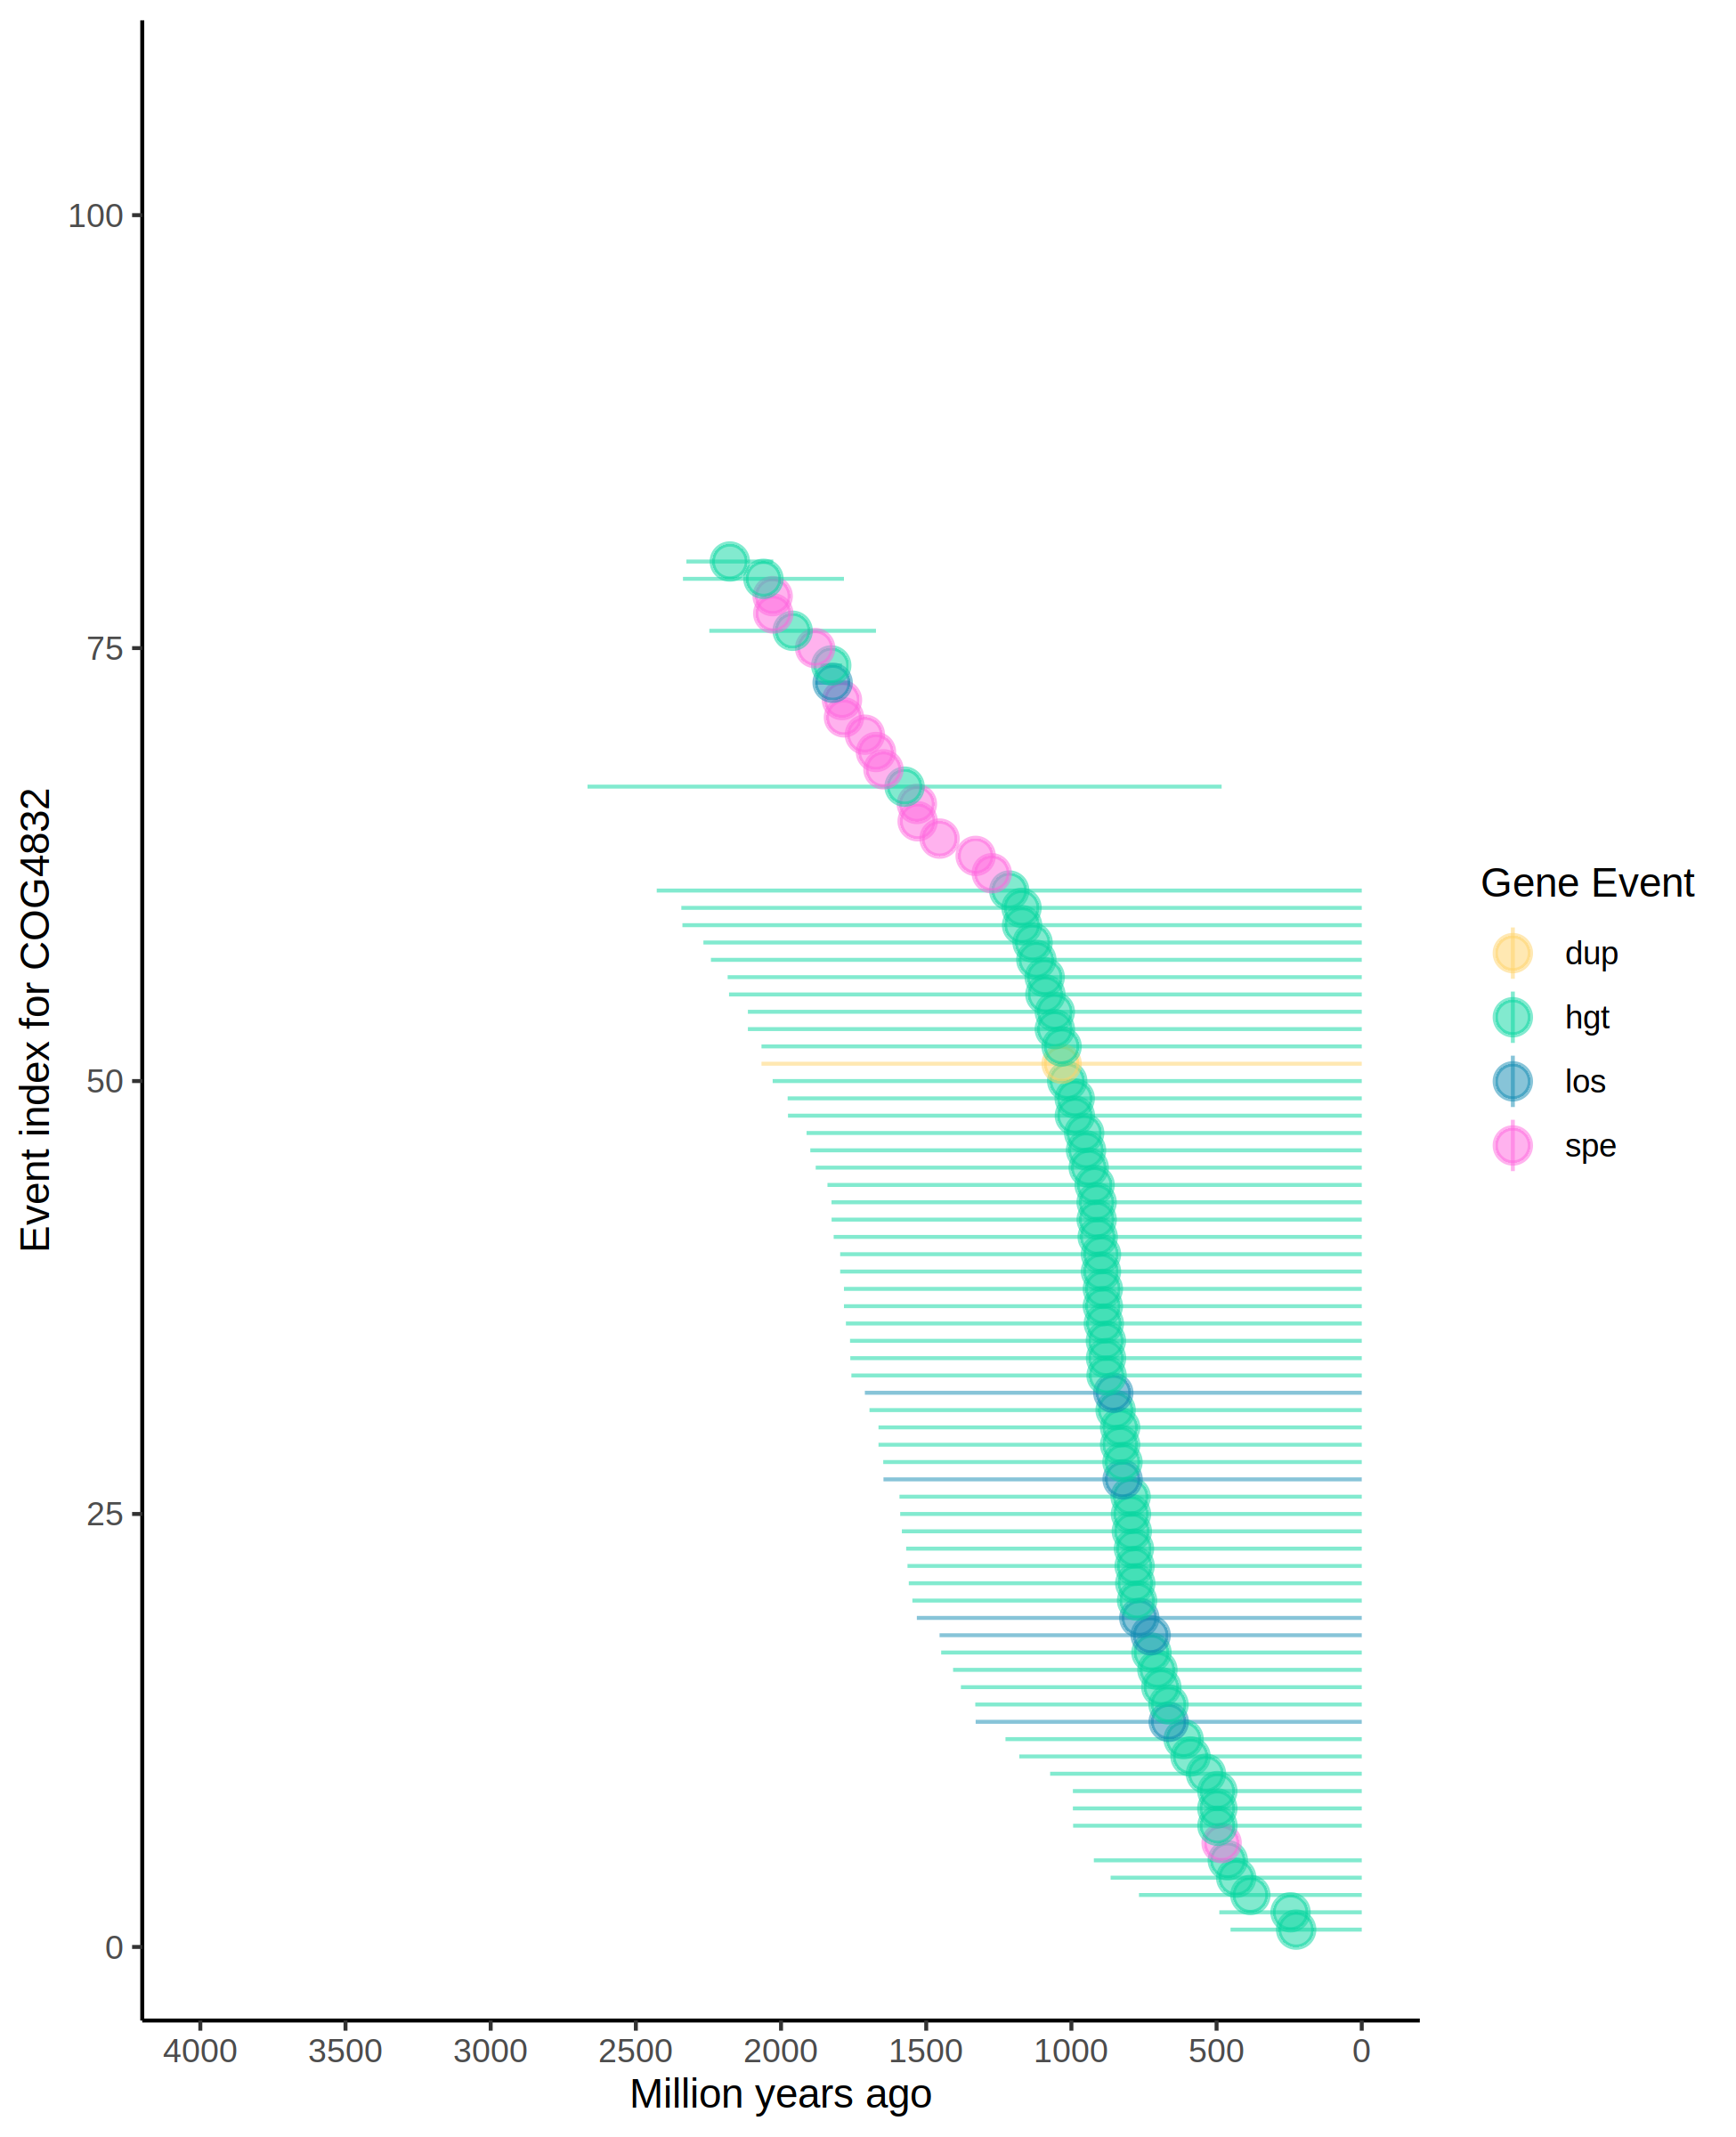 100
75
50
25
0
Event index for COG4832
4000 3500 3000 2500 2000 1500 1000 500 0
Million years ago
Gene Event
dup
hgt
los
spe